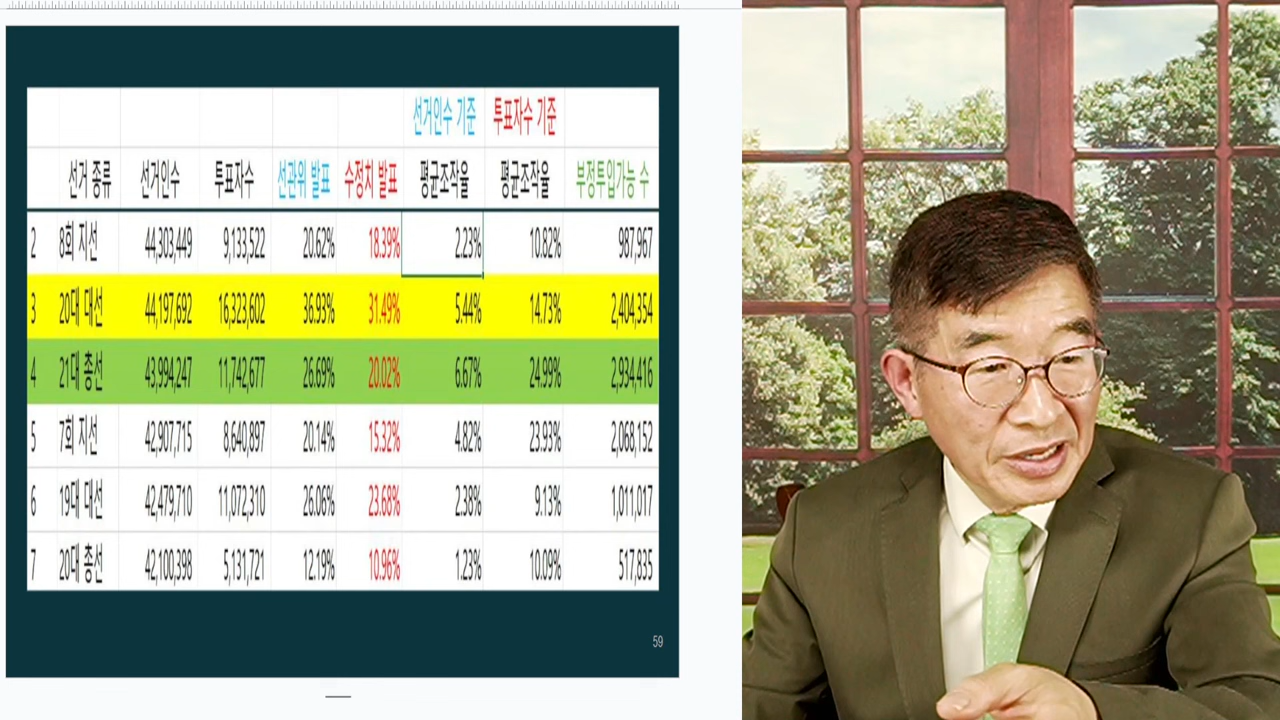 선거인수 기준 투표자수 기준
선거 종류 선거인수 투표자수 선관위 발표 수정치 발표 평균조작율 평균조작율 부정투입가능 수
2 8회 지선 44,303,449 9,133,522 20.62% 18.39% 2.23% 10.82% 987,967
3 20대 대선 44,197,692 16,323,602 36.93% 31.49% 5.44% 14.73% 2,404,354
4 21대 총선 43,994,247 11,742,677 26.69% 20.02% 6.67% 24.99% 2,934,416
5 7회 지선 42,907,715 8,640,897 20.14% 15.32% 4.82% 23.93% 2,068,152
6 19대 대선 42,479,710 11,072,310 26.06% 23.68% 2.38% 9.13% 1,011,017
7 20대 총선 42,100,398 5,131,721 12.19% 10.96% 1.23% 10.09% 517,835
59